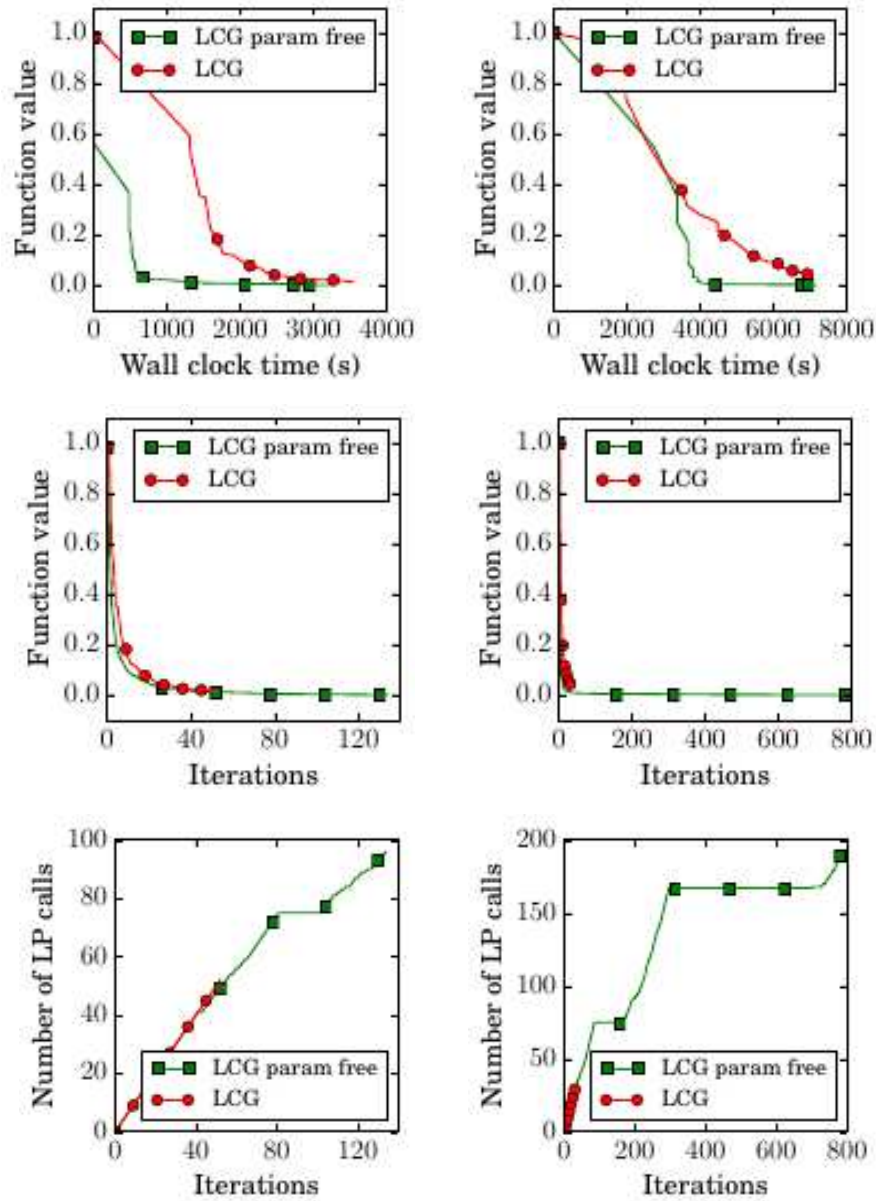 1.0
0.8
0.6
0.4
0.2
0.0
Function value
LCG param free
LCG
0
1000
2000
3000
4000
Wall clock time (s)
1.0
0.8
0.6
0.4
0.2
0.0
Function value
LCG param free
LCG
0
2000
4000
6000
8000
Wall clock time (s)
1.0
0.8
0.6
0.4
0.2
0.0
Function value
LCG param free
LCG
0
40
80
120
Iterations
1.0
0.8
0.6
0.4
0.2
0.0
Function value
LCG param free
LCG
0
200
400
600
800
Iterations
100
80
60
40
20
0
Number of LP calls
LCG param free
LCG
0
40
80
120
Iterations
200
150
100
50
0
Number of LP calls
LCG param free
LCG
0
200
400
600
800
Iterations